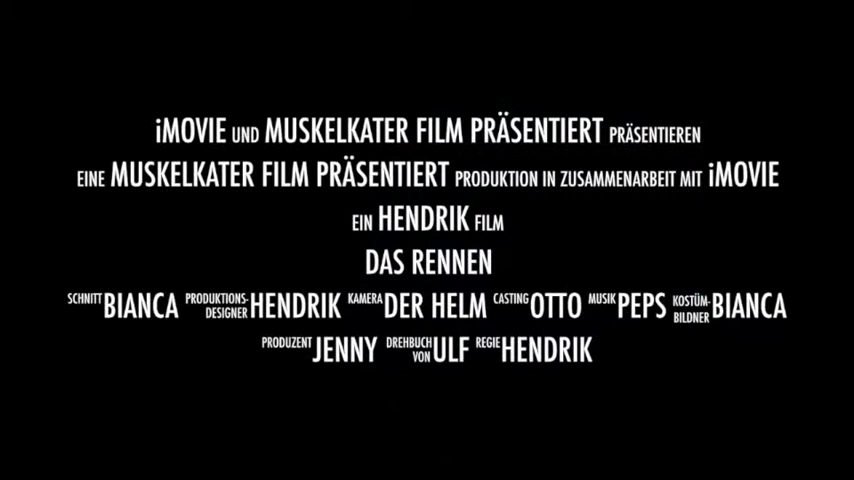 iMOVIE UND MUSKELKATER FILM PRÄSENTIERT PRÄSENTIEREN
EINE MUSKELKATER FILM PRÄSENTIERT PRODUKTION IN ZUSAMMENARBEIT MIT iMOVIE
EIN HENDRIK FILM
DAS RENNEN
SCHNITT BIANCA PRODUKTIONS-DESIGNER HENDRIK KAMERA DER HELM CASTING OTTO MUSIK PEPS KOSTÜM-BILDNER BIANCA
PRODUZENT JENNY DREHBUCH VON ULF REGIE HENDRIK